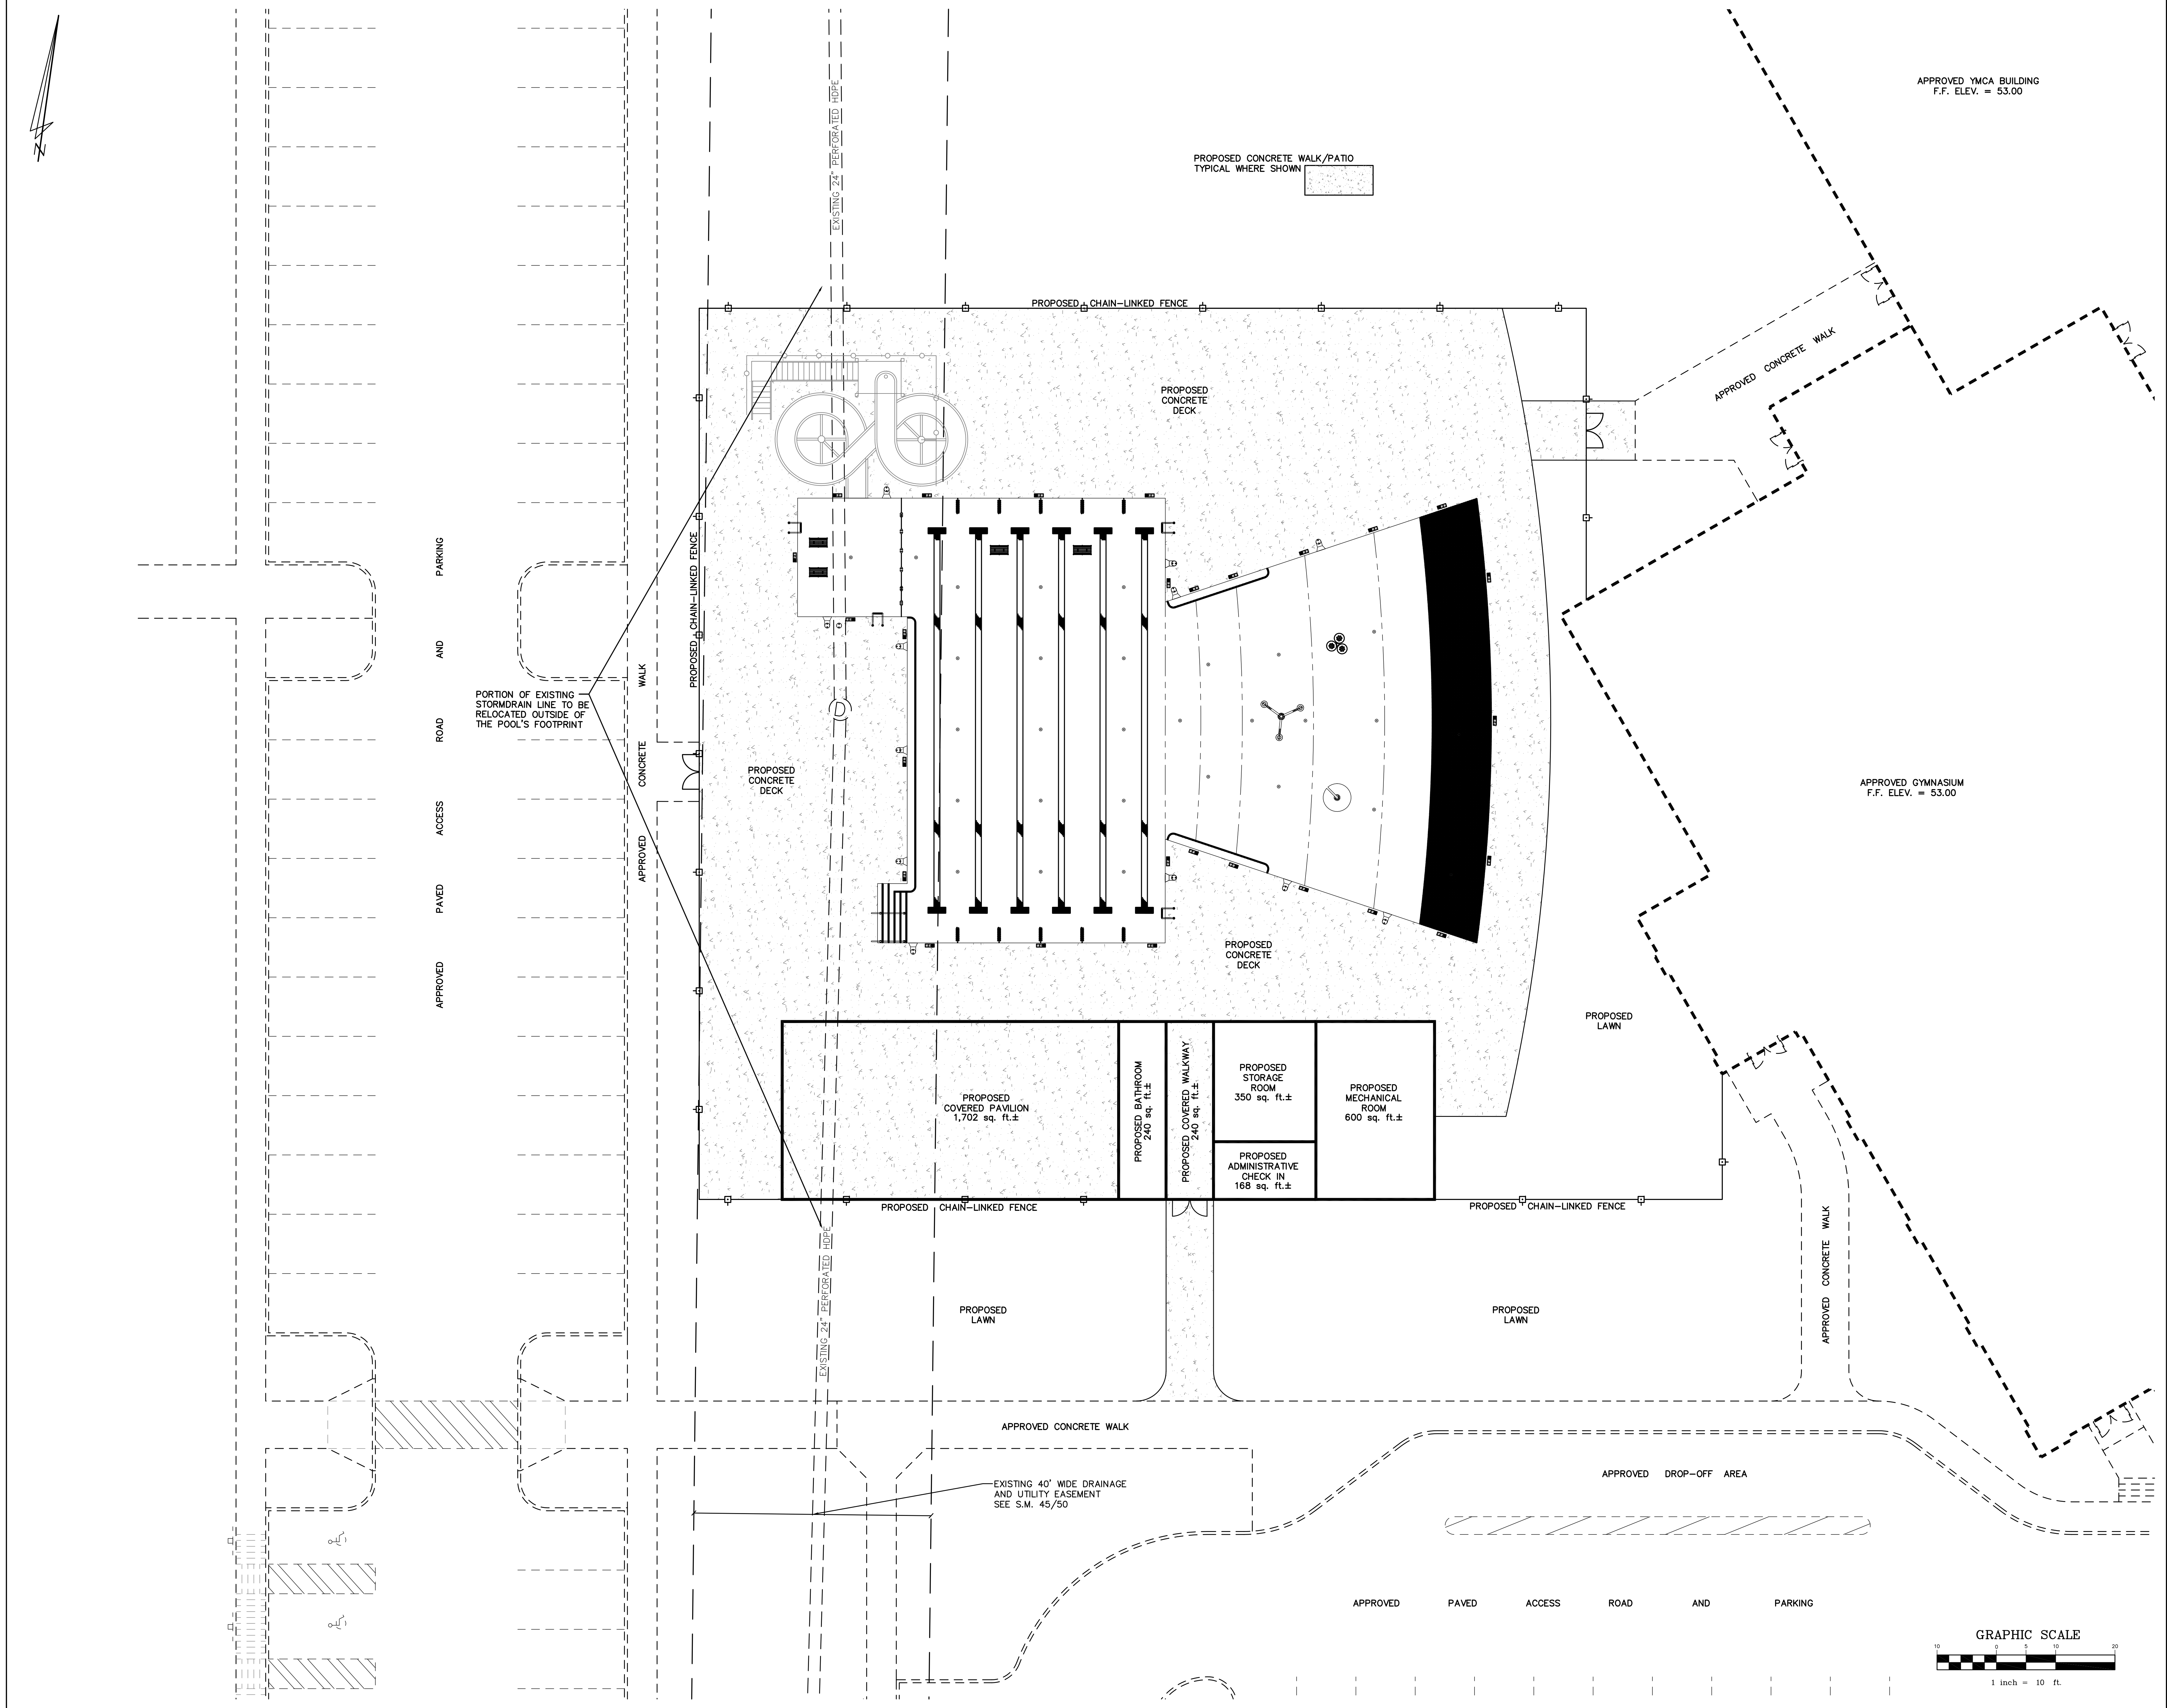 N
APPROVED YMCA BUILDING
F.F. ELEV. = 53.00
EXISTING 24" PERFORATED HDPE
PROPOSED CONCRETE WALK/PATIO
TYPICAL WHERE SHOWN
PROPOSED CHAIN-LINKED FENCE
APPROVED CONCRETE WALK
PROPOSED
CONCRETE
DECK
APPROVED PAVED ACCESS ROAD AND PARKING
APPROVED CONCRETE WALK
PROPOSED CHAIN-LINKED FENCE
PORTION OF EXISTING
STORMDRAIN LINE TO BE
RELOCATED OUTSIDE OF
THE POOL'S FOOTPRINT
D
PROPOSED
CONCRETE
DECK
APPROVED GYMNASIUM
F.F. ELEV. = 53.00
PROPOSED
CONCRETE
DECK
PROPOSED
LAWN
PROPOSED
COVERED PAVILION
1,702 sq. ft.±
PROPOSED BATHROOM
240 sq. ft.±
PROPOSED COVERED WALKWAY
240 sq. ft.±
PROPOSED
STORAGE
ROOM
350 sq. ft.±
PROPOSED
ADMINISTRATIVE
CHECK IN
168 sq. ft.±
PROPOSED
MECHANICAL
ROOM
600 sq. ft.±
PROPOSED CHAIN-LINKED FENCE
PROPOSED CHAIN-LINKED FENCE
EXISTING 24" PERFORATED HDPE
PROPOSED
LAWN
PROPOSED
LAWN
APPROVED CONCRETE WALK
APPROVED CONCRETE WALK
EXISTING 40' WIDE DRAINAGE
AND UTILITY EASEMENT
SEE S.M. 45/50
APPROVED DROP-OFF AREA
APPROVED PAVED ACCESS ROAD AND PARKING
GRAPHIC SCALE
10 0 5 10 20
1 inch = 10 ft.